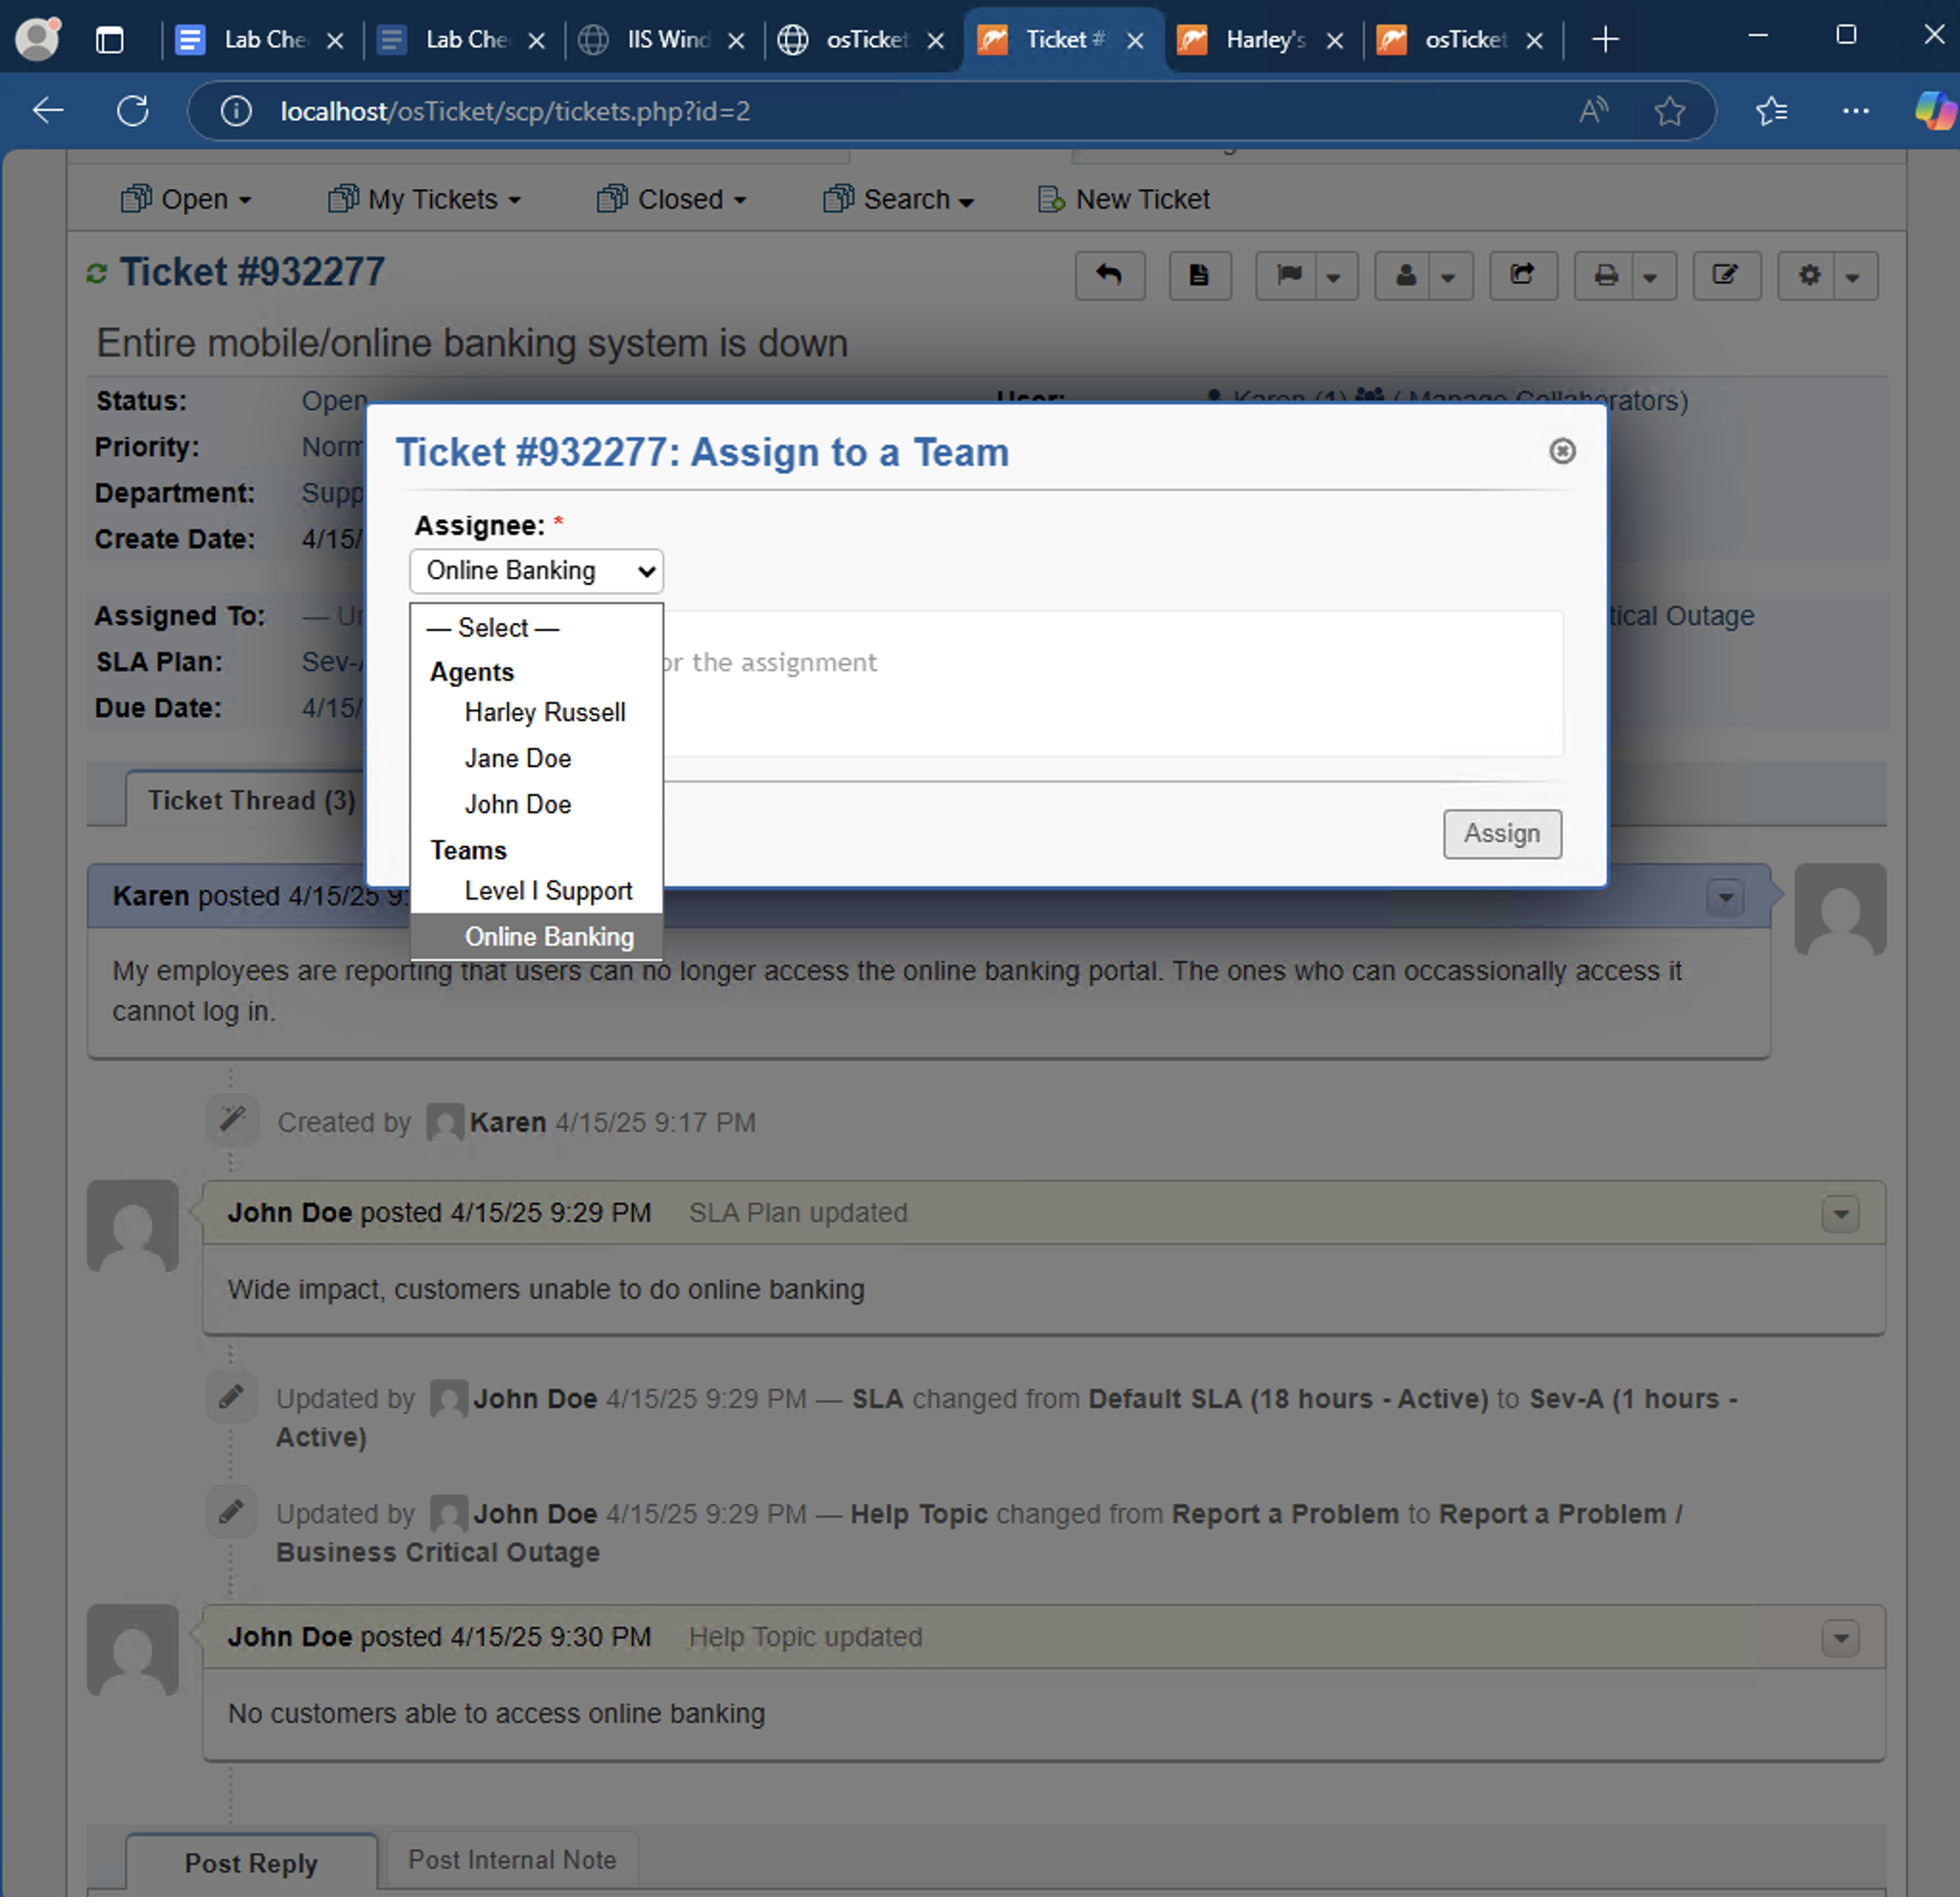 Lab Che
Lab Che
IIS Wind
osTicket
Ticket #
Harley's
osTicket
localhost/osTicket/scp/tickets.php?id=2
Open
My Tickets
Closed
Search
New Ticket
Ticket #932277
Entire mobile/online banking system is down
Status: Open
User: Karen (1) ( Manage Collaborators)
Priority: Norm
Department: Supp
Create Date: 4/15/
Assigned To: — Un
tical Outage
SLA Plan: Sev-A
Due Date: 4/15/
Ticket #932277: Assign to a Team
Assignee: *
Online Banking
— Select —
Agents
Harley Russell
Jane Doe
John Doe
Teams
Level I Support
Online Banking
or the assignment
Assign
Ticket Thread (3)
Karen posted 4/15/25 9:
My employees are reporting that users can no longer access the online banking portal. The ones who can occassionally access it
cannot log in.
Created by Karen 4/15/25 9:17 PM
John Doe posted 4/15/25 9:29 PM SLA Plan updated
Wide impact, customers unable to do online banking
Updated by John Doe 4/15/25 9:29 PM — SLA changed from Default SLA (18 hours - Active) to Sev-A (1 hours -
Active)
Updated by John Doe 4/15/25 9:29 PM — Help Topic changed from Report a Problem to Report a Problem /
Business Critical Outage
John Doe posted 4/15/25 9:30 PM Help Topic updated
No customers able to access online banking
Post Reply
Post Internal Note